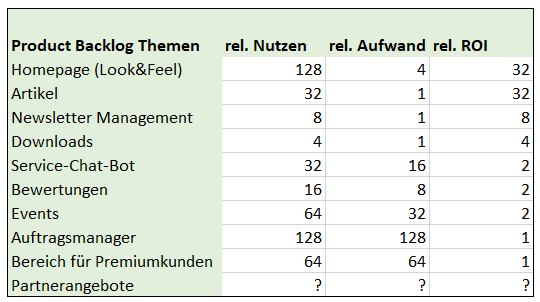 Product Backlog Themen rel. Nutzen rel. Aufwand rel. ROI
Homepage (Look&Feel) 128 4 32
Artikel 32 1 32
Newsletter Management 8 1 8
Downloads 4 1 4
Service-Chat-Bot 32 16 2
Bewertungen 16 8 2
Events 64 32 2
Auftragsmanager 128 128 1
Bereich für Premiumkunden 64 64 1
Partnerangebote ? ? ?